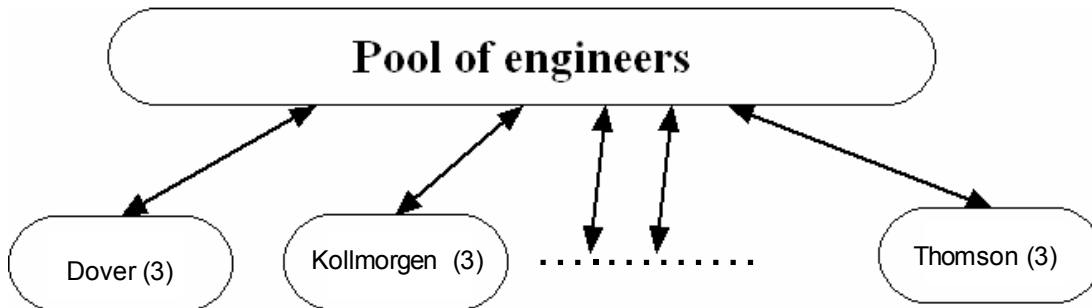 Pool of engineers
Dover (3)
Kollmorgen (3)
Thomson (3)